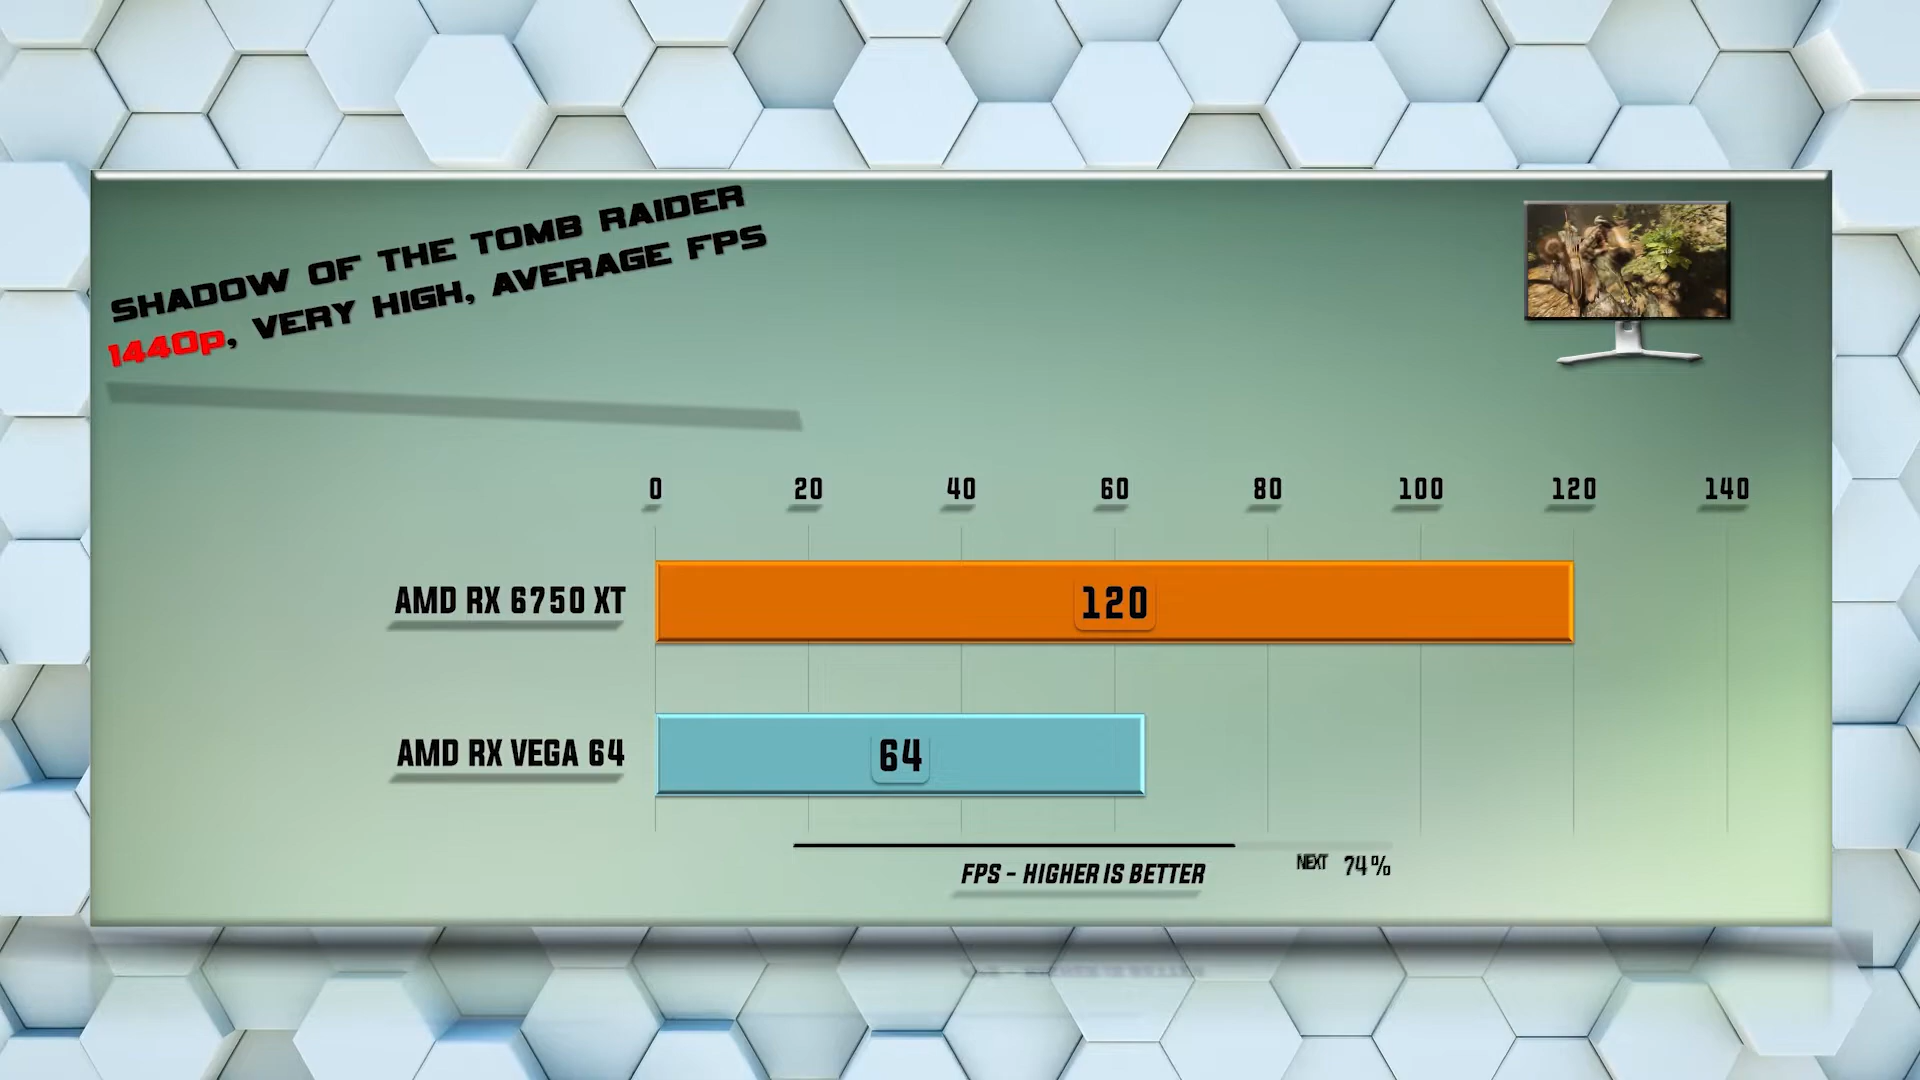 SHADOW OF THE TOMB RAIDER
1440p, VERY HIGH, AVERAGE FPS
0 20 40 60 80 100 120 140
AMD RX 6750 XT
120
AMD RX VEGA 64
64
FPS - HIGHER IS BETTER
NEXT 74%